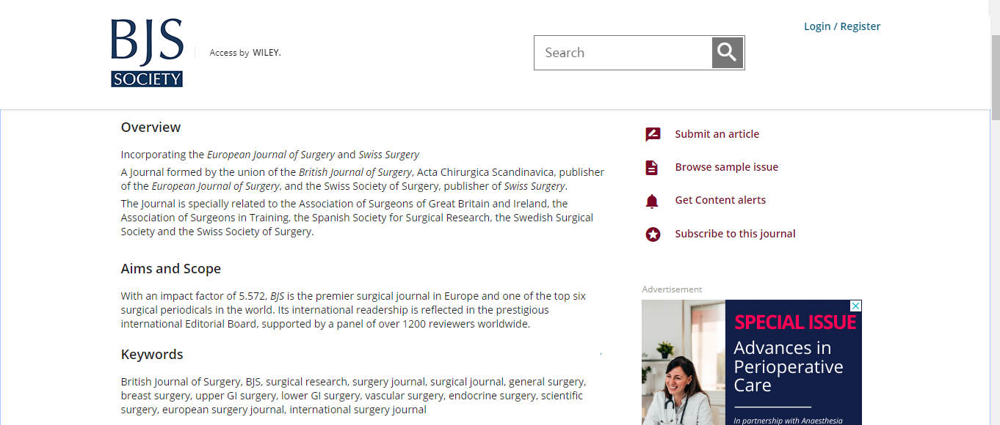 BJS
SOCIETY
Access by WILEY.
Search
Login / Register
Overview
Incorporating the European Journal of Surgery and Swiss Surgery
A Journal formed by the union of the British Journal of Surgery, Acta Chirurgica Scandinavica, publisher
of the European Journal of Surgery, and the Swiss Society of Surgery, publisher of Swiss Surgery.
The Journal is specially related to the Association of Surgeons of Great Britain and Ireland, the
Association of Surgeons in Training, the Spanish Society for Surgical Research, the Swedish Surgical
Society and the Swiss Society of Surgery.
Aims and Scope
With an impact factor of 5.572, BJS is the premier surgical journal in Europe and one of the top six
surgical periodicals in the world. Its international readership is reflected in the prestigious
international Editorial Board, supported by a panel of over 1200 reviewers worldwide.
Keywords
British Journal of Surgery, BJS, surgical research, surgery journal, surgical journal, general surgery,
breast surgery, upper GI surgery, lower GI surgery, vascular surgery, endocrine surgery, scientific
surgery, european surgery journal, international surgery journal
Submit an article
Browse sample issue
Get Content alerts
Subscribe to this journal
Advertisement
SPECIAL ISSUE
Advances in
Perioperative
Care
In partnership with Anaesthesia